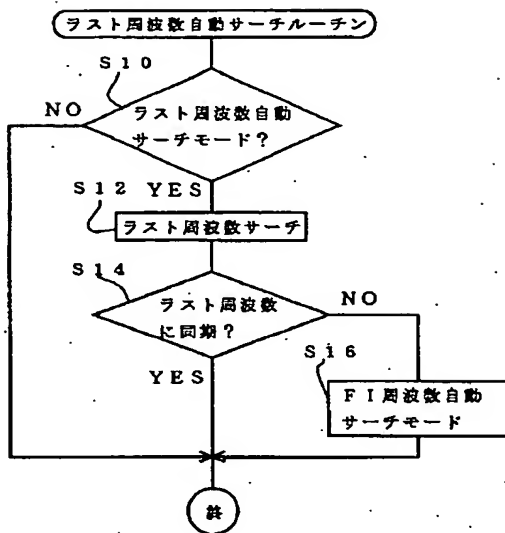 ラスト周波数自動サーチルーチン
S10
NO
ラスト周波数自動
サーチモード?
S12 YES
ラスト周波数サーチ
S14
ラスト周波数
に同期?
NO
YES
S16
FI周波数自動
サーチモード
終